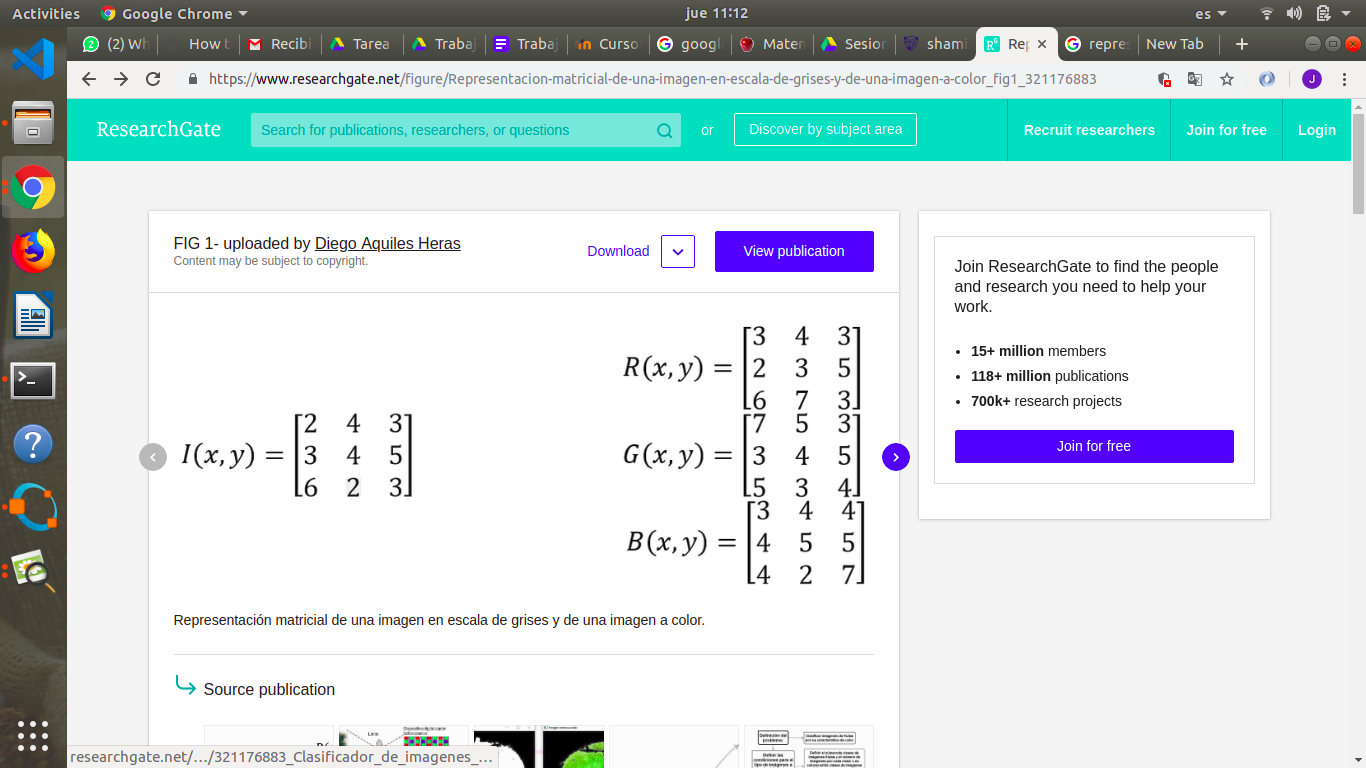 Activities Google Chrome jue 11:12 es
(2) Wh How t Recibi Tarea Trabaj Trabaj Curso googl Mater Sesior shami Rep repres New Tab
https://www.researchgate.net/figure/Representacion-matricial-de-una-imagen-en-escala-de-grises-y-de-una-imagen-a-color_fig1_321176883 J
ResearchGate Search for publications, researchers, or questions or Discover by subject area Recruit researchers Join for free Login
FIG 1- uploaded by Diego Aquiles Heras
Content may be subject to copyright.
Download View publication
I(x,y) =
2 4 3
3 4 5
6 2 3
R(x,y) =
3 4 3
2 3 5
6 7 3
G(x,y) =
7 5 3
3 4 5
5 3 4
B(x,y) =
3 4 4
4 5 5
4 2 7
Representación matricial de una imagen en escala de grises y de una imagen a color.
Source publication
Join ResearchGate to find the people
and research you need to help your
work.
• 15+ million members
• 118+ million publications
• 700k+ research projects
Join for free
researchgate.net/…/321176883_Clasificador_de_imagenes_…